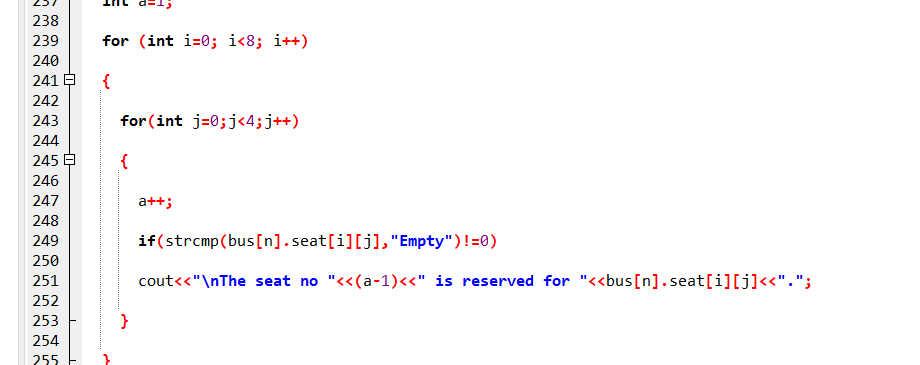 237 int a=1;
238
239 for (int i=0; i<8; i++)
240
241 {
242
243 for(int j=0;j<4;j++)
244
245 {
246
247 a++;
248
249 if(strcmp(bus[n].seat[i][j],"Empty")!=0)
250
251 cout<<"\nThe seat no "<<(a-1)<<" is reserved for "<<bus[n].seat[i][j]<<".";
252
253 }
254
255 }